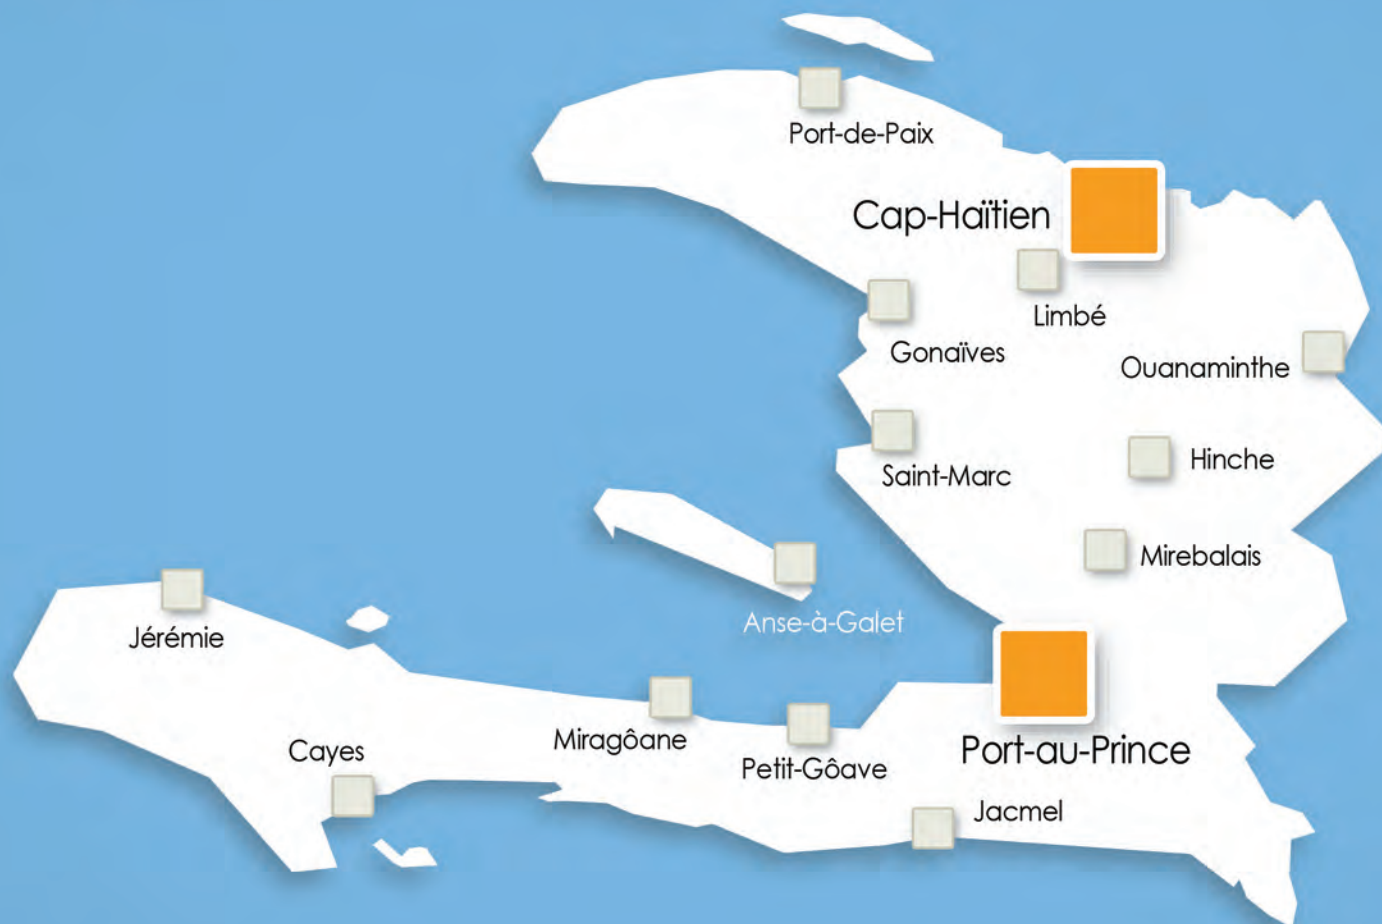 Port-de-Paix
Cap-Haïtien
Limbé
Gonaïves
Ouanaminthe
Hinche
Saint-Marc
Mirebalais
Anse-à-Galet
Jérémie
Miragôane
Cayes
Petit-Gôave
Port-au-Prince
Jacmel